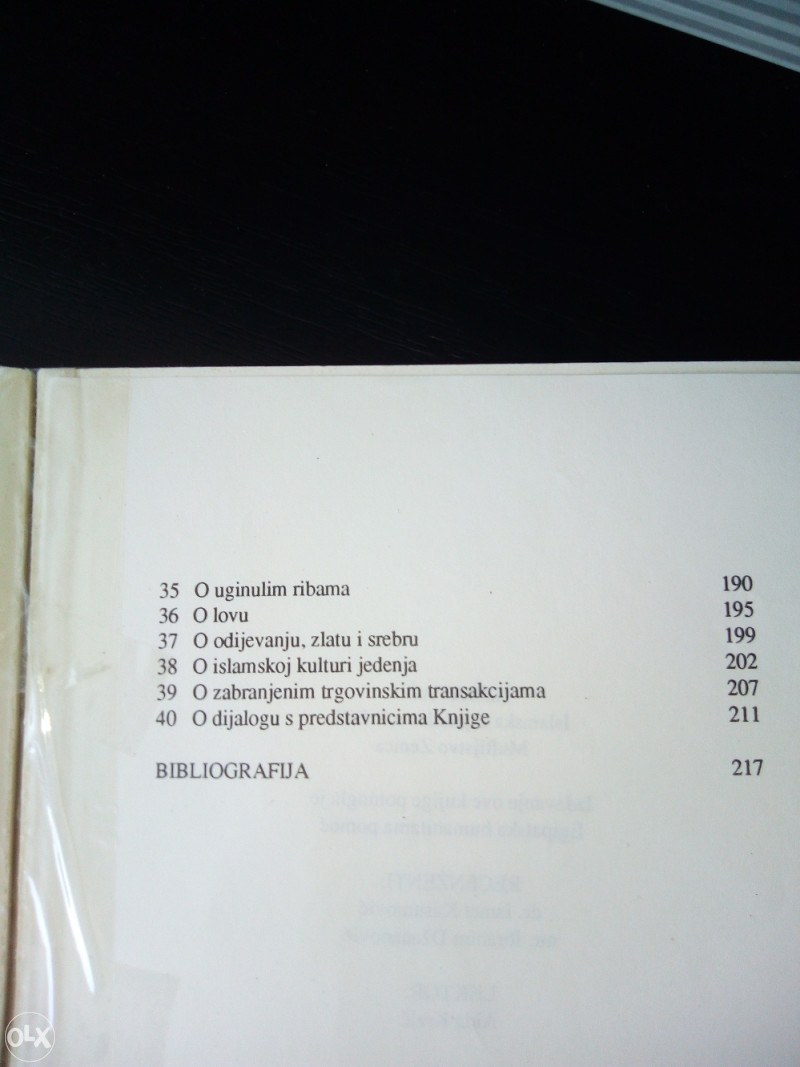 35 O uginulim ribama 190
36 O lovu 195
37 O odijevanju, zlatu i srebru 199
38 O islamskoj kulturi jedenja 202
39 O zabranjenim trgovinskim transakcijama 207
40 O dijalogu s predstavnicima Knjige 211
BIBLIOGRAFIJA 217
OLX